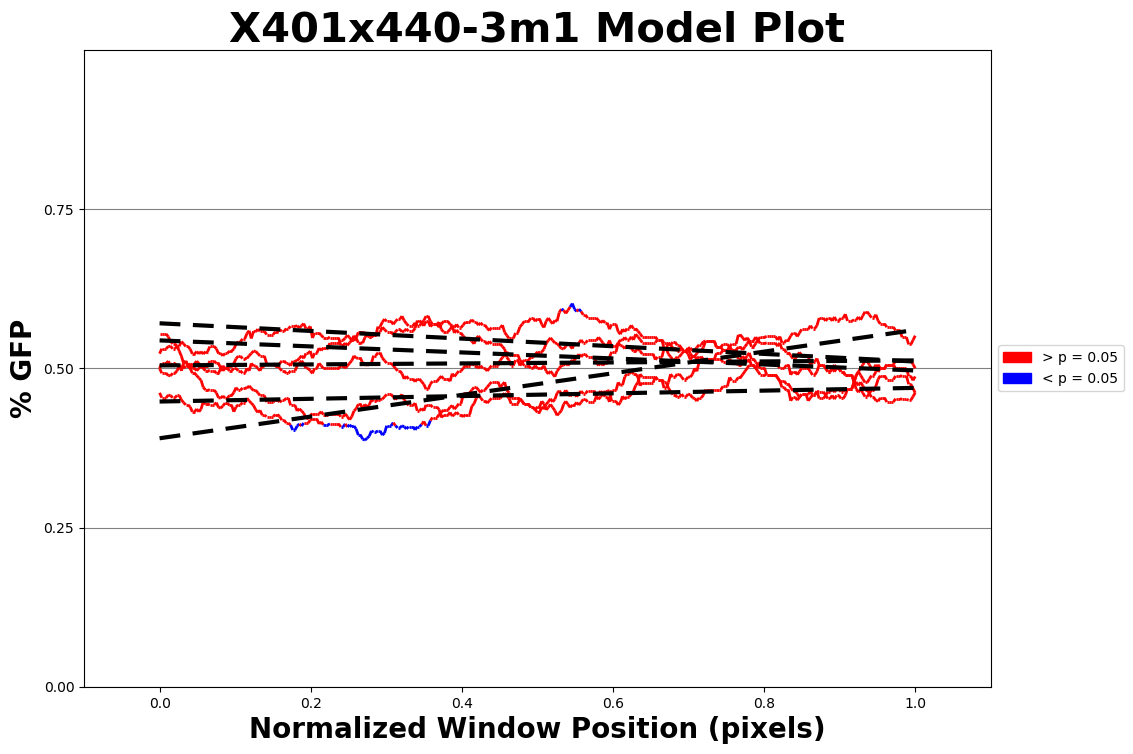 X401x440-3m1 Model Plot
% GFP
0.75
0.50
0.25
0.00
0.0 0.2 0.4 0.6 0.8 1.0
Normalized Window Position (pixels)
> p = 0.05
< p = 0.05